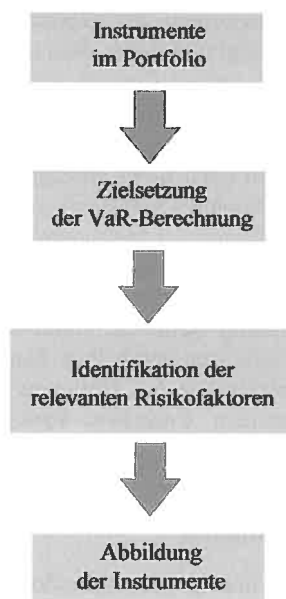 Instrumente
im Portfolio
Zielsetzung
der VaR-Berechnung
Identifikation der
relevanten Risikofaktoren
Abbildung
der Instrumente